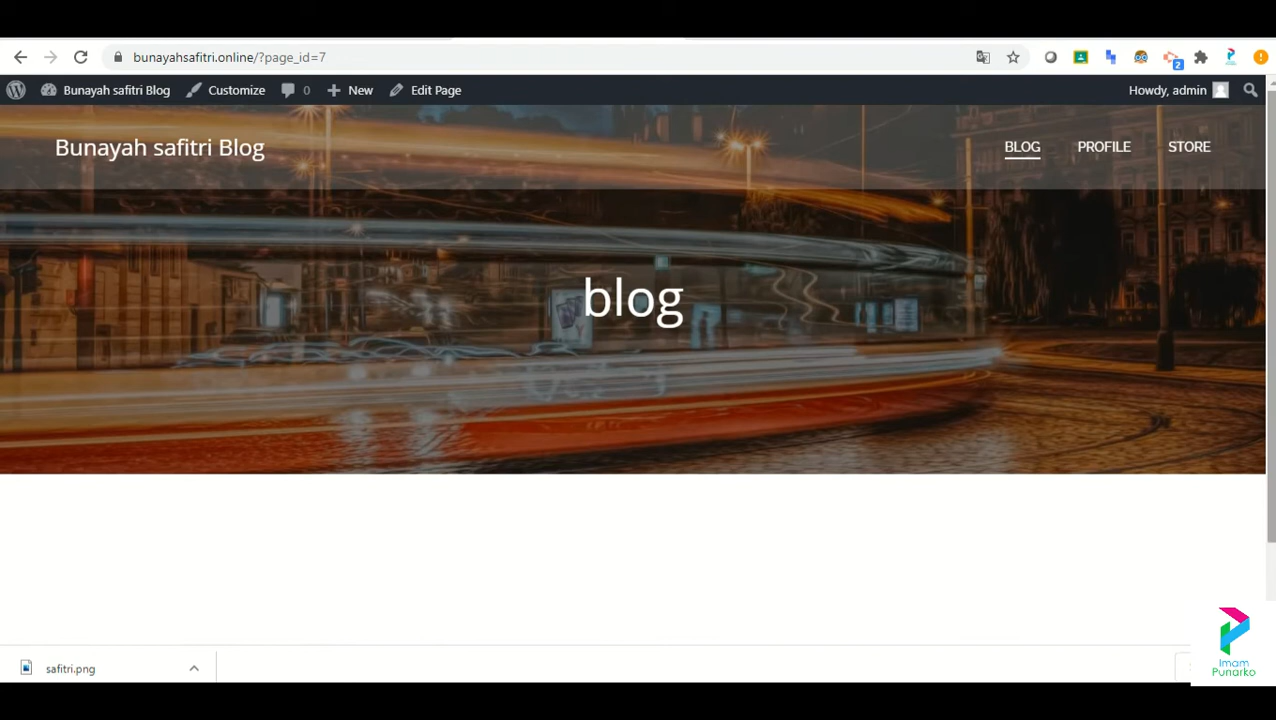 bunayahsafitri.online/?page_id=7
2
Bunayah safitri Blog
Customize
0
New
Edit Page
Howdy, admin
Bunayah safitri Blog
BLOG
PROFILE
STORE
blog
safitri.png
Imam
Punarko